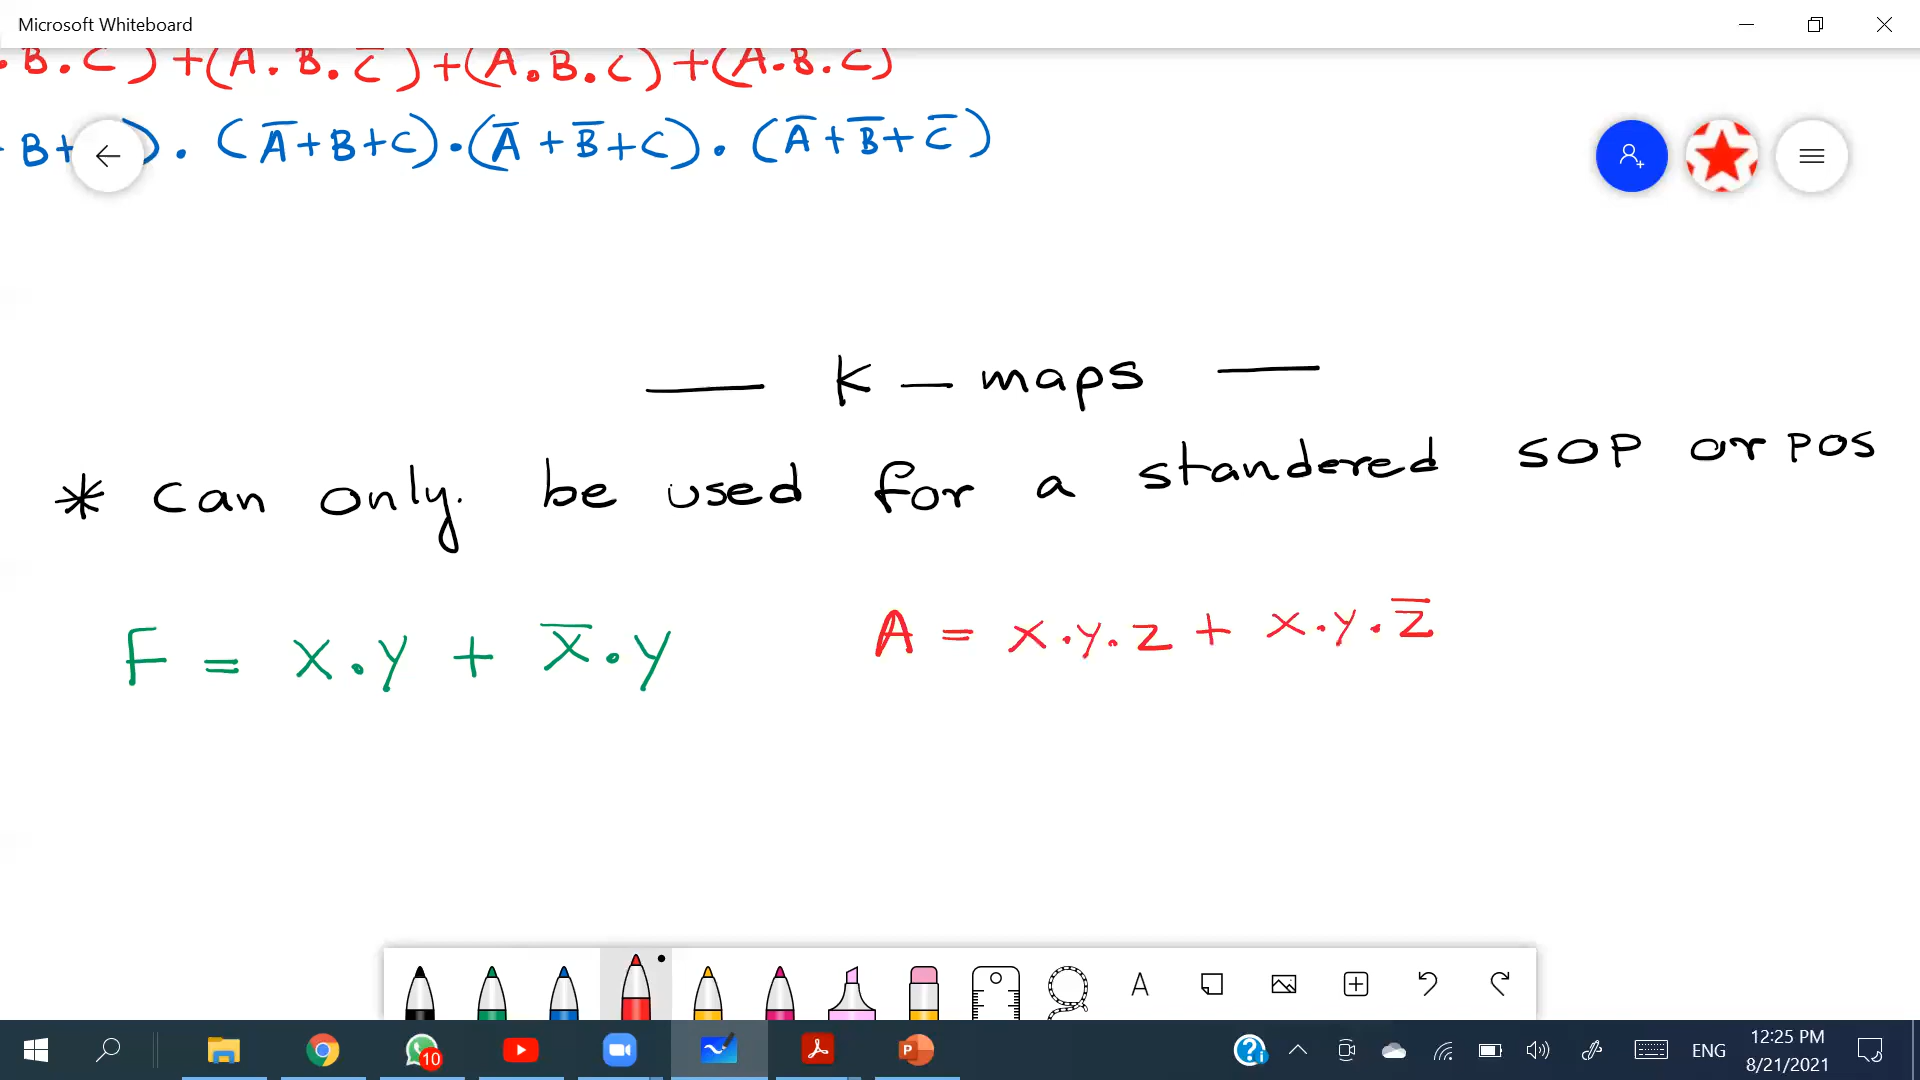 Microsoft Whiteboard
. B . C ) + ( A . B . C̅ ) + ( A . B . C ) + ( A . B . C )
B + ) . ( A̅ + B + C ) . ( A̅ + B̅ + C ) . ( A̅ + B̅ + C̅ )
K - maps
* can only. be used for a standered SOP or POS
F = x . y + x̅ . y
A = x . y . z + x . y . z̅
A
10
ENG
12:25 PM
8/21/2021